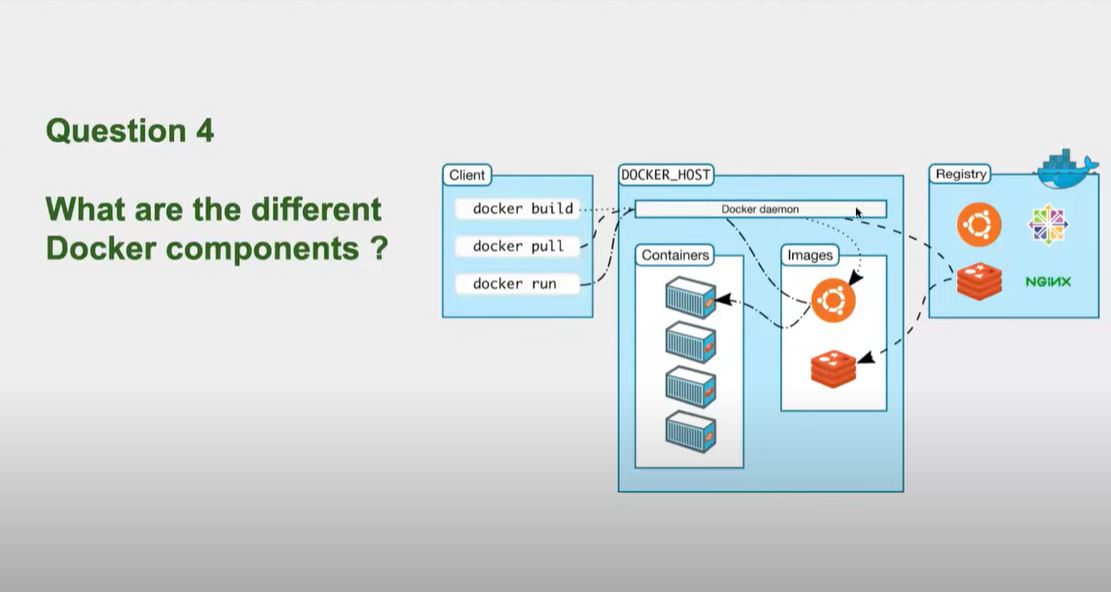 Question 4
What are the different
Docker components ?
Client
docker build
docker pull
docker run
DOCKER_HOST
Docker daemon
Containers
Images
Registry
NGINX